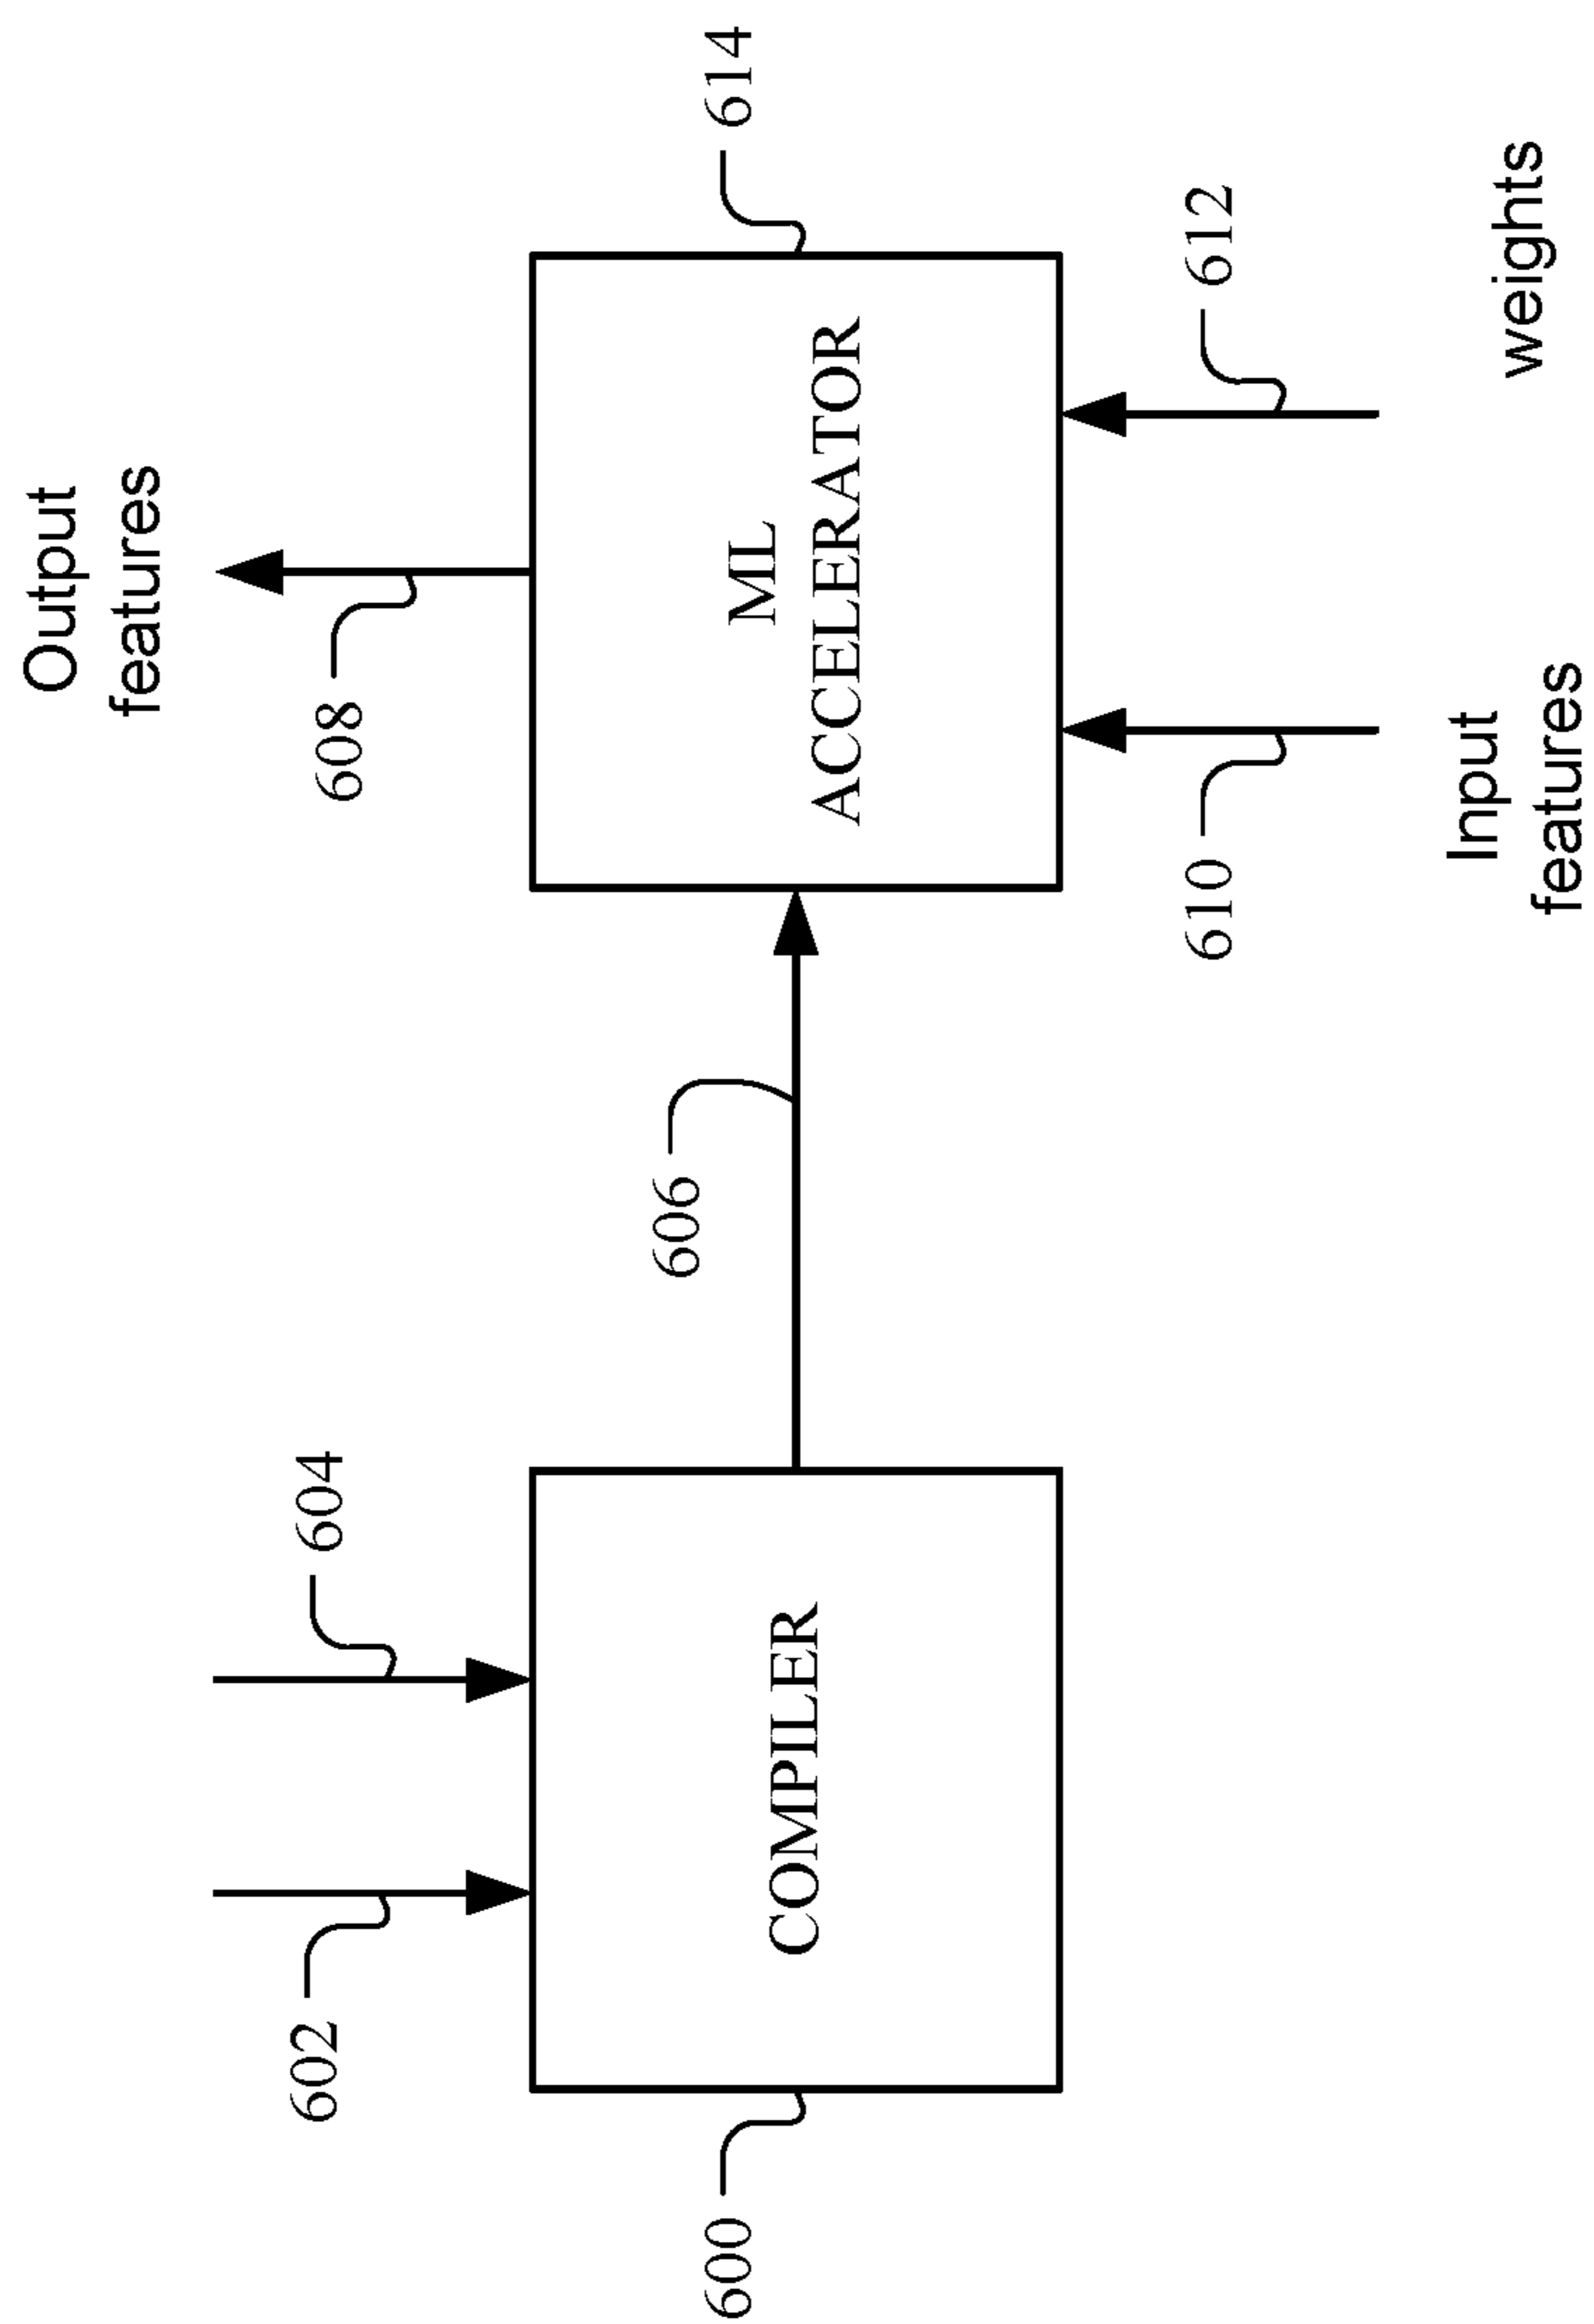 Output
features
602
604
608
606
600
614
COMPILER
ML
ACCELERATOR
610
612
Input
features
weights